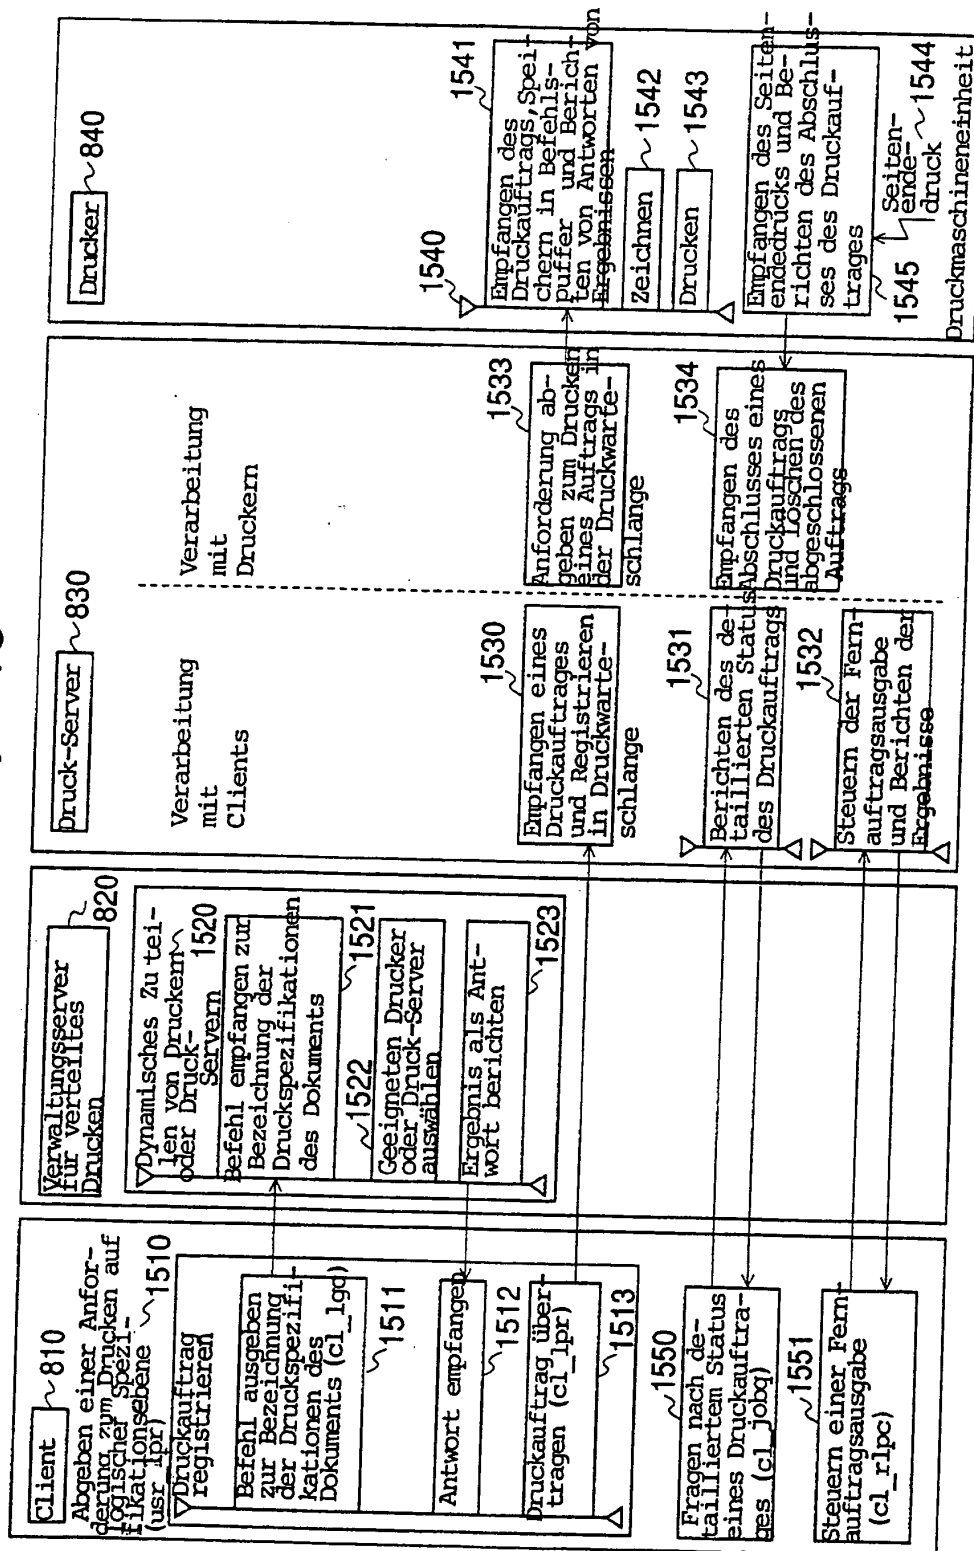 Client
810
Abgeben einer Anfor-
derung zum Drucken auf
logischer Spezi-
fikationsebene
1510
(usr_lpr)
Druckauftrag
registrieren
Befehl ausgeben
zur Bezeichnung
der Druckspezifi-
kationen des
Dokuments (cl_lgq)
1511
Antwort empfangen
1512
Druckauftrag über-
tragen (cl_lpr)
1513
1550
Fragen nach de-
tailliertem Status
eines Druckauftra-
ges (cl_jobq)
1551
Steuern einer Fern-
auftragsausgabe
(cl_rlpc)
Verwaltungsserver
für verteiltes
Drucken
820
Dynamisches Zutei-
len von Druckern
oder Druck-
Servern
1520
Befehl empfangen zur
Bezeichnung der
Druckspezifikationen
des Dokuments
1521
1522
Geeigneten Drucker
oder Druck-Server
auswählen
Ergebnis als Ant-
wort berichten
1523
Druck-Server
830
Verarbeitung
mit
Clients
1530
Empfangen eines
Druckauftrages
und Registrieren
in Druckwarte-
schlange
1531
Berichten des de-
taillierten Status
des Druckauftrags
1532
Steuern der Fern-
auftragsausgabe
und Berichten der
Ergebnisse
Verarbeitung
mit
Druckern
1533
Anforderung ab-
geben zum Drucken
eines Auftrags in
der Druckwarte-
schlange
1534
Empfangen des
Abschlusses eines
Druckauftrags
und Löschen des
abgeschlossenen
Auftrags
Drucker
840
1540
1541
Empfangen des
Druckauftrags, Spei-
chern in Befehls-
puffer und Berich-
ten von Antworten von
Ergebnissen
Zeichnen
1542
Drucken
1543
Empfangen des Seiten-
endedrucks und Be-
richten des Abschlus-
ses des Druckauf-
trages
1545
Seiten-
ende-
druck
1544
Druckmaschineneinheit